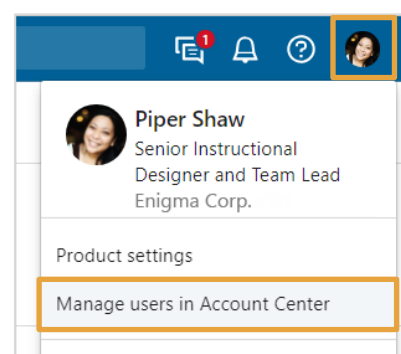 1
Piper Shaw
Senior Instructional
Designer and Team Lead
Enigma Corp.
Product settings
Manage users in Account Center